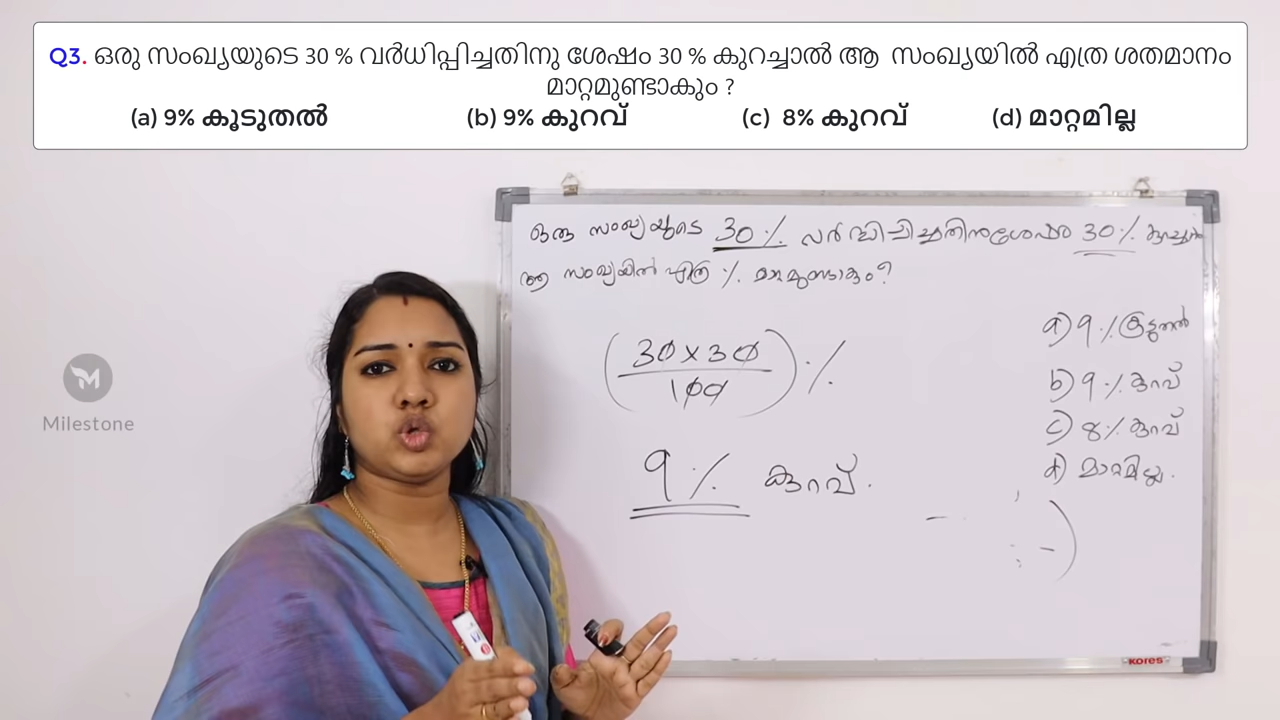 Q3. ഒരു സംഖ്യയുടെ 30 % വർധിപ്പിച്ചതിനു ശേഷം 30 % കുറച്ചാൽ ആ സംഖ്യയിൽ എത്ര ശതമാനം
മാറ്റമുണ്ടാകും ?
(a) 9% കൂടുതൽ (b) 9% കുറവ് (c) 8% കുറവ് (d) മാറ്റമില്ല
ഒരു സംഖ്യയുടെ 30% വർദ്ധിപ്പിച്ചതിനുശേഷം 30%
ആ സംഖ്യയിൽ എത്ര % മാറ്റമുണ്ടാകും?
a) 9% കൂടുതൽ
(30 x 30
100) %
b) 9% കുറവ്
c) 8% കുറവ്
9% കുറവ്.
d) മാറ്റമില്ല.
Milestone
KORES